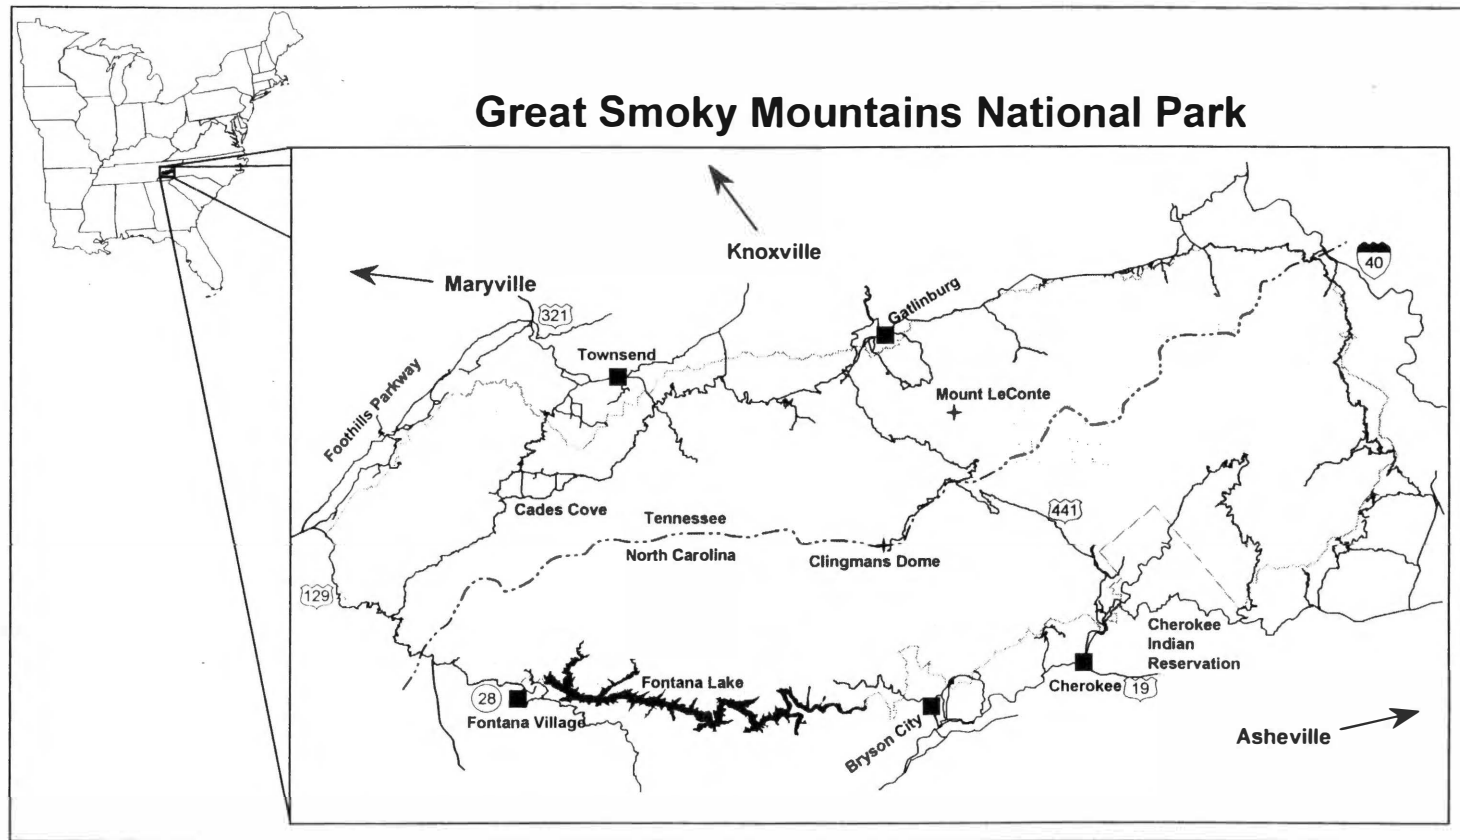 Great Smoky Mountains National Park
Knoxville
Maryville
40
Gatlinburg
321
Townsend
Foothills Parkway
Mount LeConte
Cades Cove
441
Tennessee
North Carolina
Clingmans Dome
129
Cherokee
Indian
Reservation
Fontana Lake
28
Cherokee
19
Fontana Village
Bryson City
Asheville